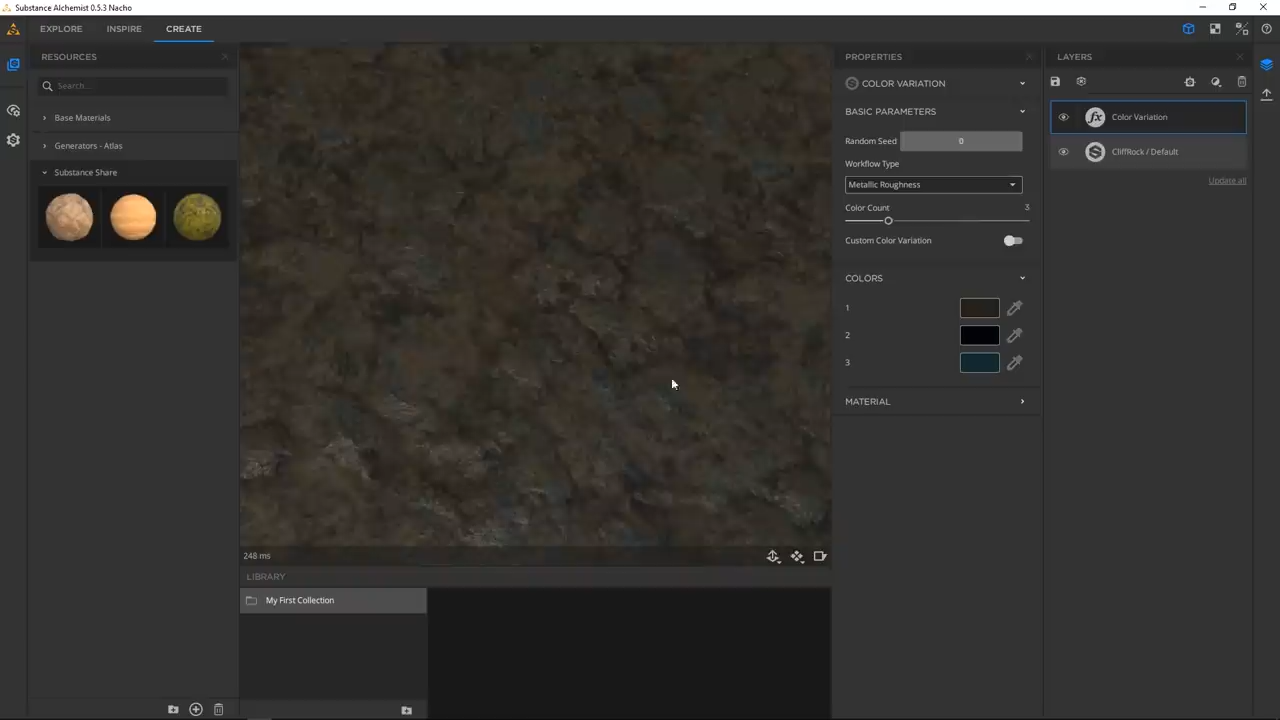 Substance Alchemist 0.5.3 Nacho
EXPLORE
INSPIRE
CREATE
RESOURCES
Search...
Base Materials
Generators - Atlas
Substance Share
248 ms
LIBRARY
My First Collection
PROPERTIES
COLOR VARIATION
BASIC PARAMETERS
Random Seed 0
Workflow Type
Metallic Roughness
Color Count 3
Custom Color Variation
COLORS
1
2
3
MATERIAL
LAYERS
Color Variation
CliffRock / Default
Update all